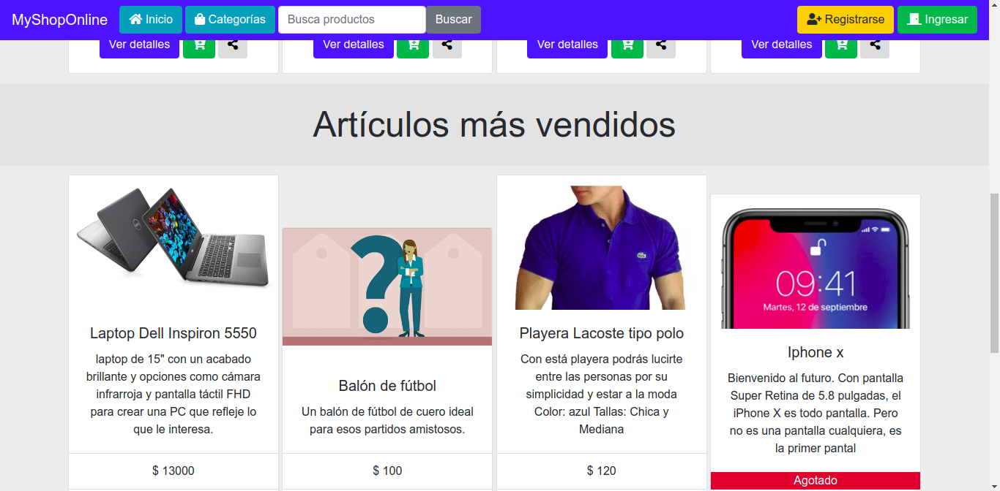 MyShopOnline
Inicio
Categorías
Busca productos
Buscar
Registrarse
Ingresar
Ver detalles
Ver detalles
Ver detalles
Ver detalles
Artículos más vendidos
Laptop Dell Inspiron 5550
laptop de 15" con un acabado
brillante y opciones como cámara
infrarroja y pantalla táctil FHD
para crear una PC que refleje lo
que le interesa.
$ 13000
Balón de fútbol
Un balón de fútbol de cuero ideal
para esos partidos amistosos.
$ 100
Playera Lacoste tipo polo
Con está playera podrás lucirte
entre las personas por su
simplicidad y estar a la moda
Color: azul Tallas: Chica y
Mediana
$ 120
09:41
Martes, 12 de septiembre
Iphone x
Bienvenido al futuro. Con pantalla
Super Retina de 5.8 pulgadas, el
iPhone X es todo pantalla. Pero
no es una pantalla cualquiera, es
la primer pantal
Agotado